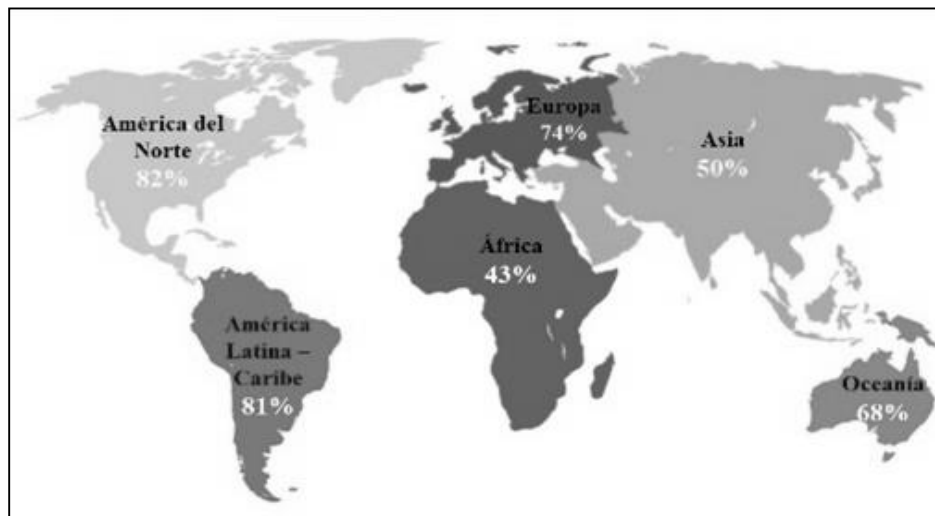 América del
Norte
82%
Europa
74%
Asia
50%
África
43%
América
Latina –
Caribe
81%
Oceanía
68%